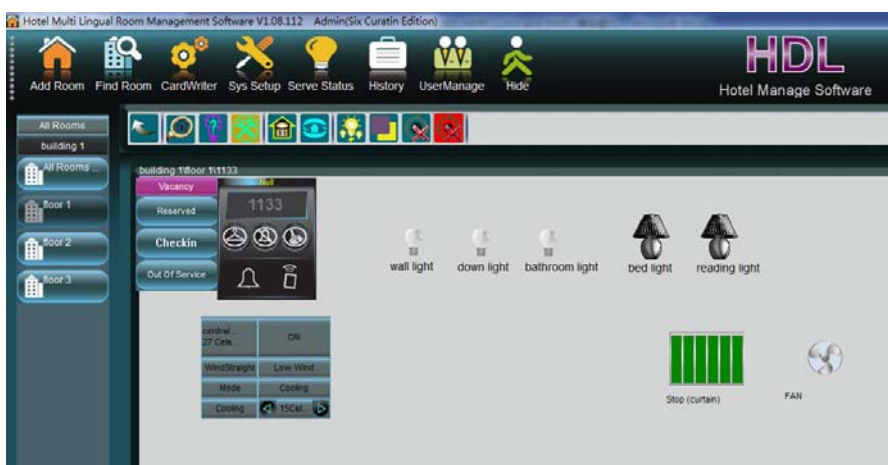 Hotel Multi Lingual Room Management Software V1.08.112 Admin(Six Curatin Edition)
Add Room Find Room CardWriter Sys Setup Serve Status History UserManage Hide
HDL
Hotel Manage Software
All Rooms
building 1
All Rooms ...
floor 1
floor 2
floor 3
building 1\floor 1\1133
Vacancy
Null
Reserved
1133
Checkin
Out Of Service
wall light down light bathroom light bed light reading light
centrel ...
27 Cels...
ON
WindStraight Low Wind
Mode Cooling
Cooling 15Cel...
Stop (curtain)
FAN